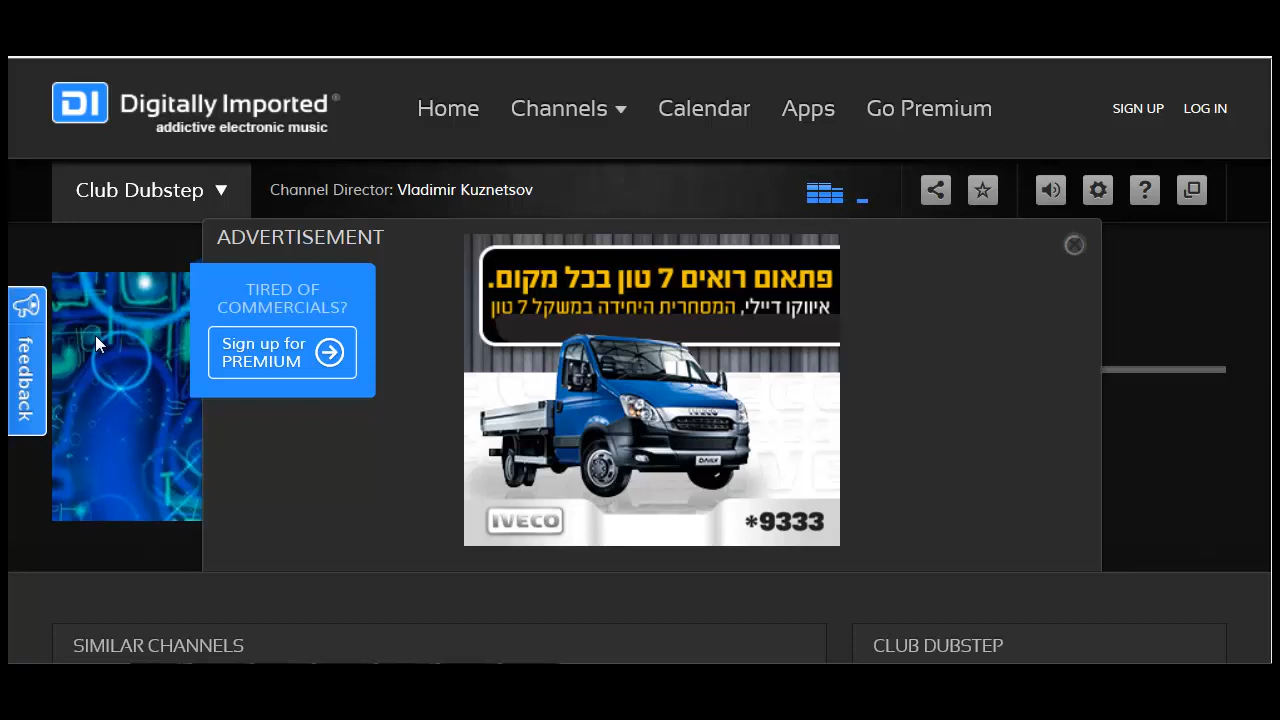 DI Digitally Imported®
addictive electronic music
Home Channels Calendar Apps Go Premium
SIGN UP LOG IN
Club Dubstep
Channel Director: Vladimir Kuznetsov
ADVERTISEMENT
TIRED OF
COMMERCIALS?
Sign up for
PREMIUM
feedback
פתאום רואים 7 טון בכל מקום.
איווקו דיילי, המסחרית היחידה במשקל 7 טון
IVECO
DAILY
IVECO
*9333
SIMILAR CHANNELS
CLUB DUBSTEP